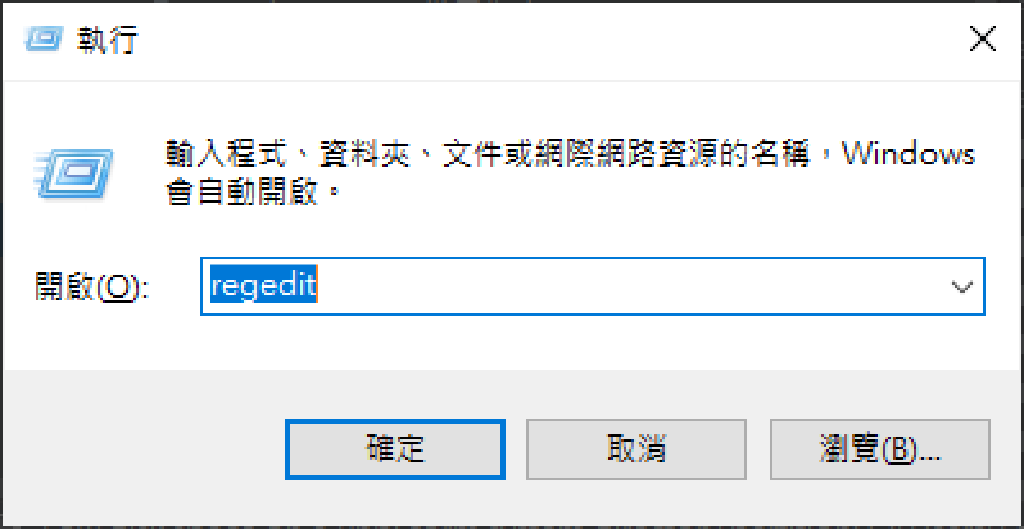 執行
輸入程式、資料夾、文件或網際網路資源的名稱，Windows
會自動開啟。
開啟(O):
regedit
確定
取消
瀏覽(B)...